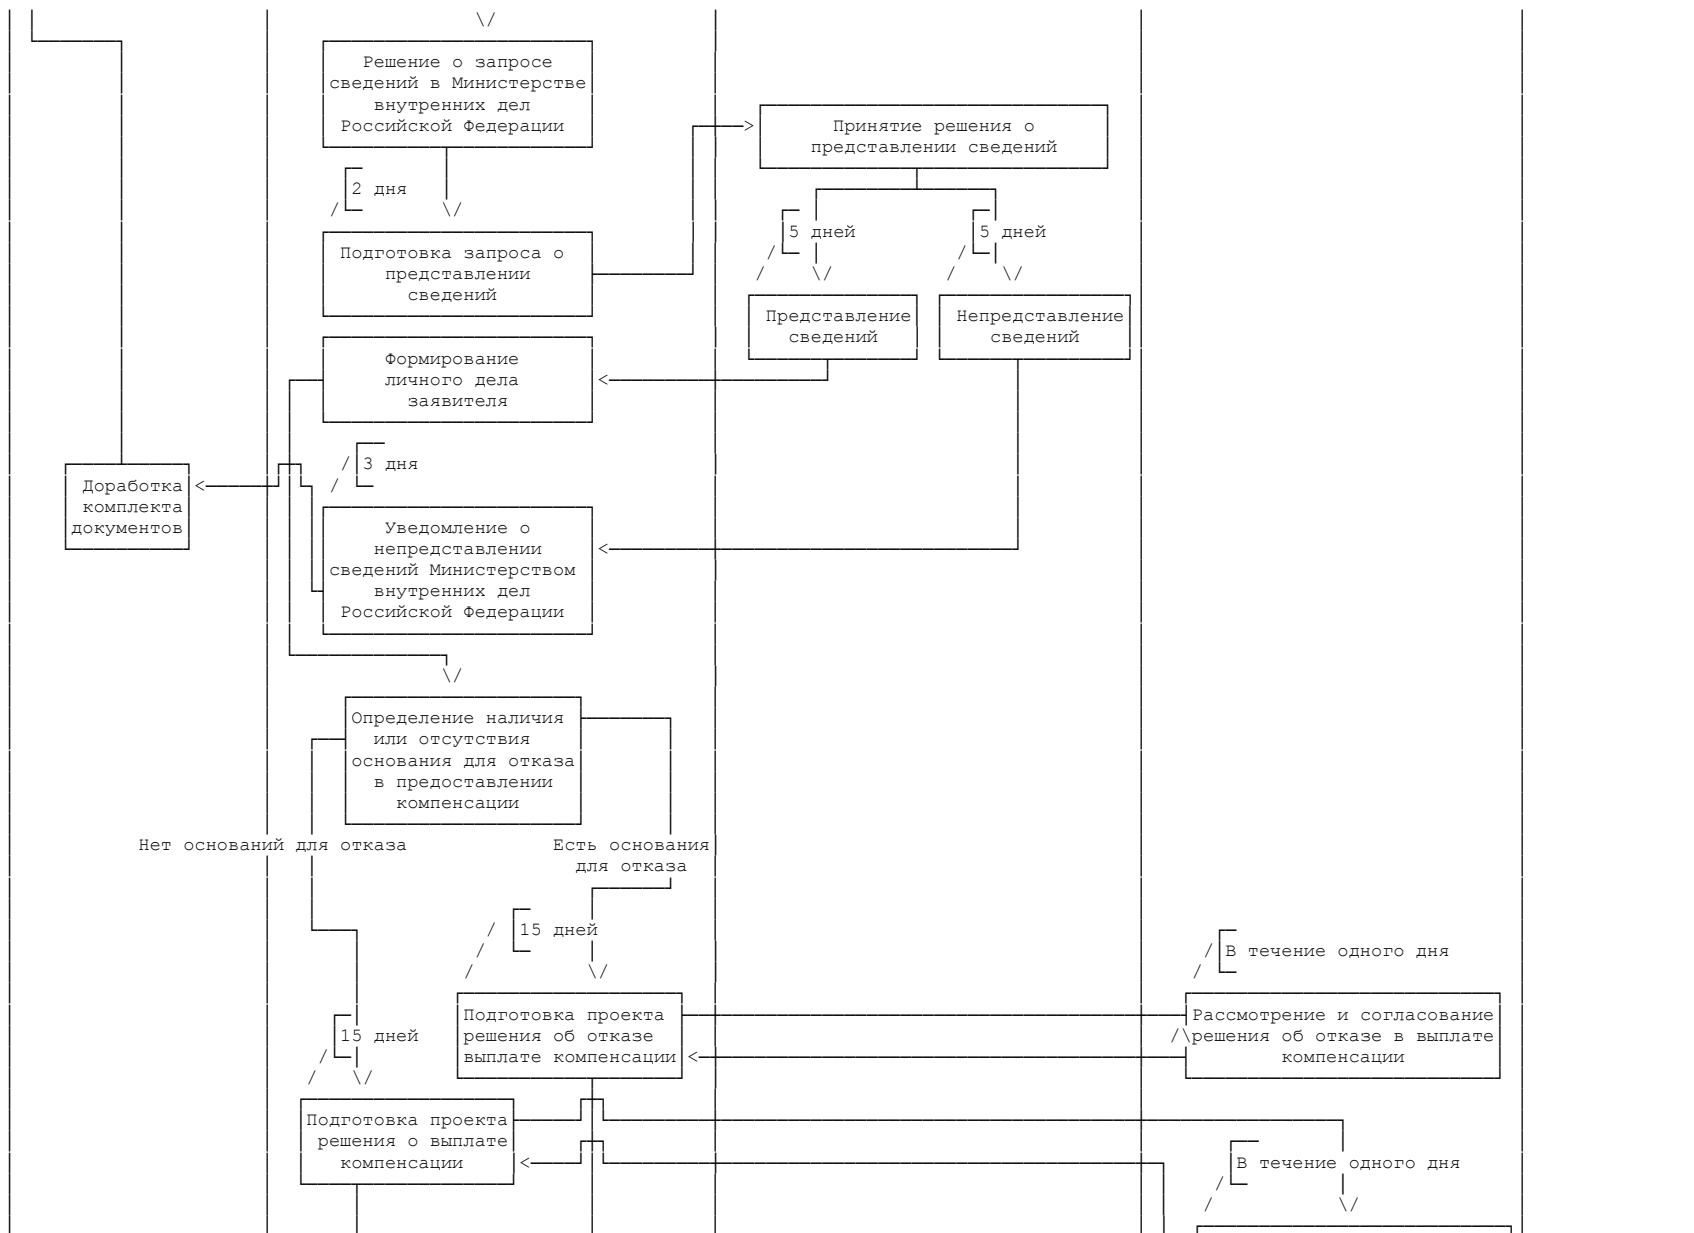 Решение о запросе
сведений в Министерстве
внутренних дел
Российской Федерации
Принятие решения о
представлении сведений
2 дня
5 дней
5 дней
Подготовка запроса о
представлении
сведений
Представление
сведений
Непредставление
сведений
Формирование
личного дела
заявителя
3 дня
Доработка
комплекта
документов
Уведомление о
непредставлении
сведений Министерством
внутренних дел
Российской Федерации
Определение наличия
или отсутствия
основания для отказа
в предоставлении
компенсации
Нет оснований для отказа
Есть основания
для отказа
15 дней
В течение одного дня
Подготовка проекта
решения об отказе
выплате компенсации
Рассмотрение и согласование
решения об отказе в выплате
компенсации
15 дней
Подготовка проекта
решения о выплате
компенсации
В течение одного дня